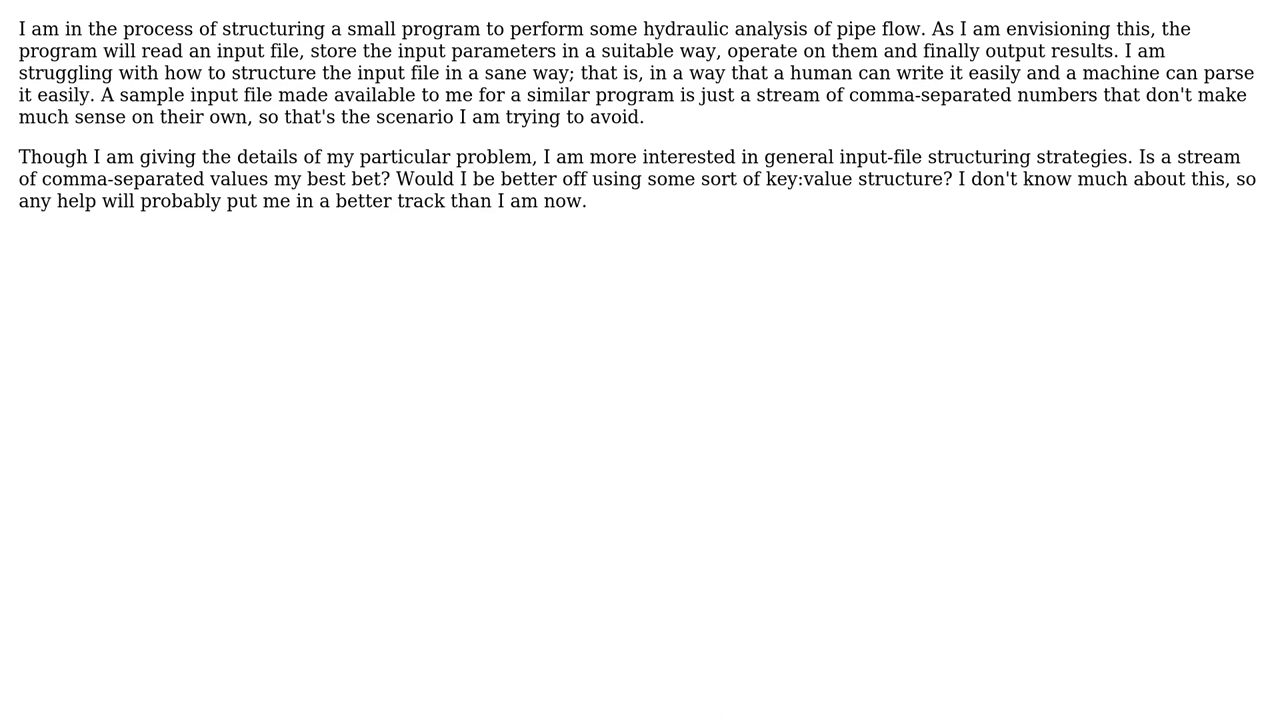 I am in the process of structuring a small program to perform some hydraulic analysis of pipe flow. As I am envisioning this, the
program will read an input file, store the input parameters in a suitable way, operate on them and finally output results. I am
struggling with how to structure the input file in a sane way; that is, in a way that a human can write it easily and a machine can parse
it easily. A sample input file made available to me for a similar program is just a stream of comma-separated numbers that don't make
much sense on their own, so that's the scenario I am trying to avoid.
Though I am giving the details of my particular problem, I am more interested in general input-file structuring strategies. Is a stream
of comma-separated values my best bet? Would I be better off using some sort of key:value structure? I don't know much about this, so
any help will probably put me in a better track than I am now.